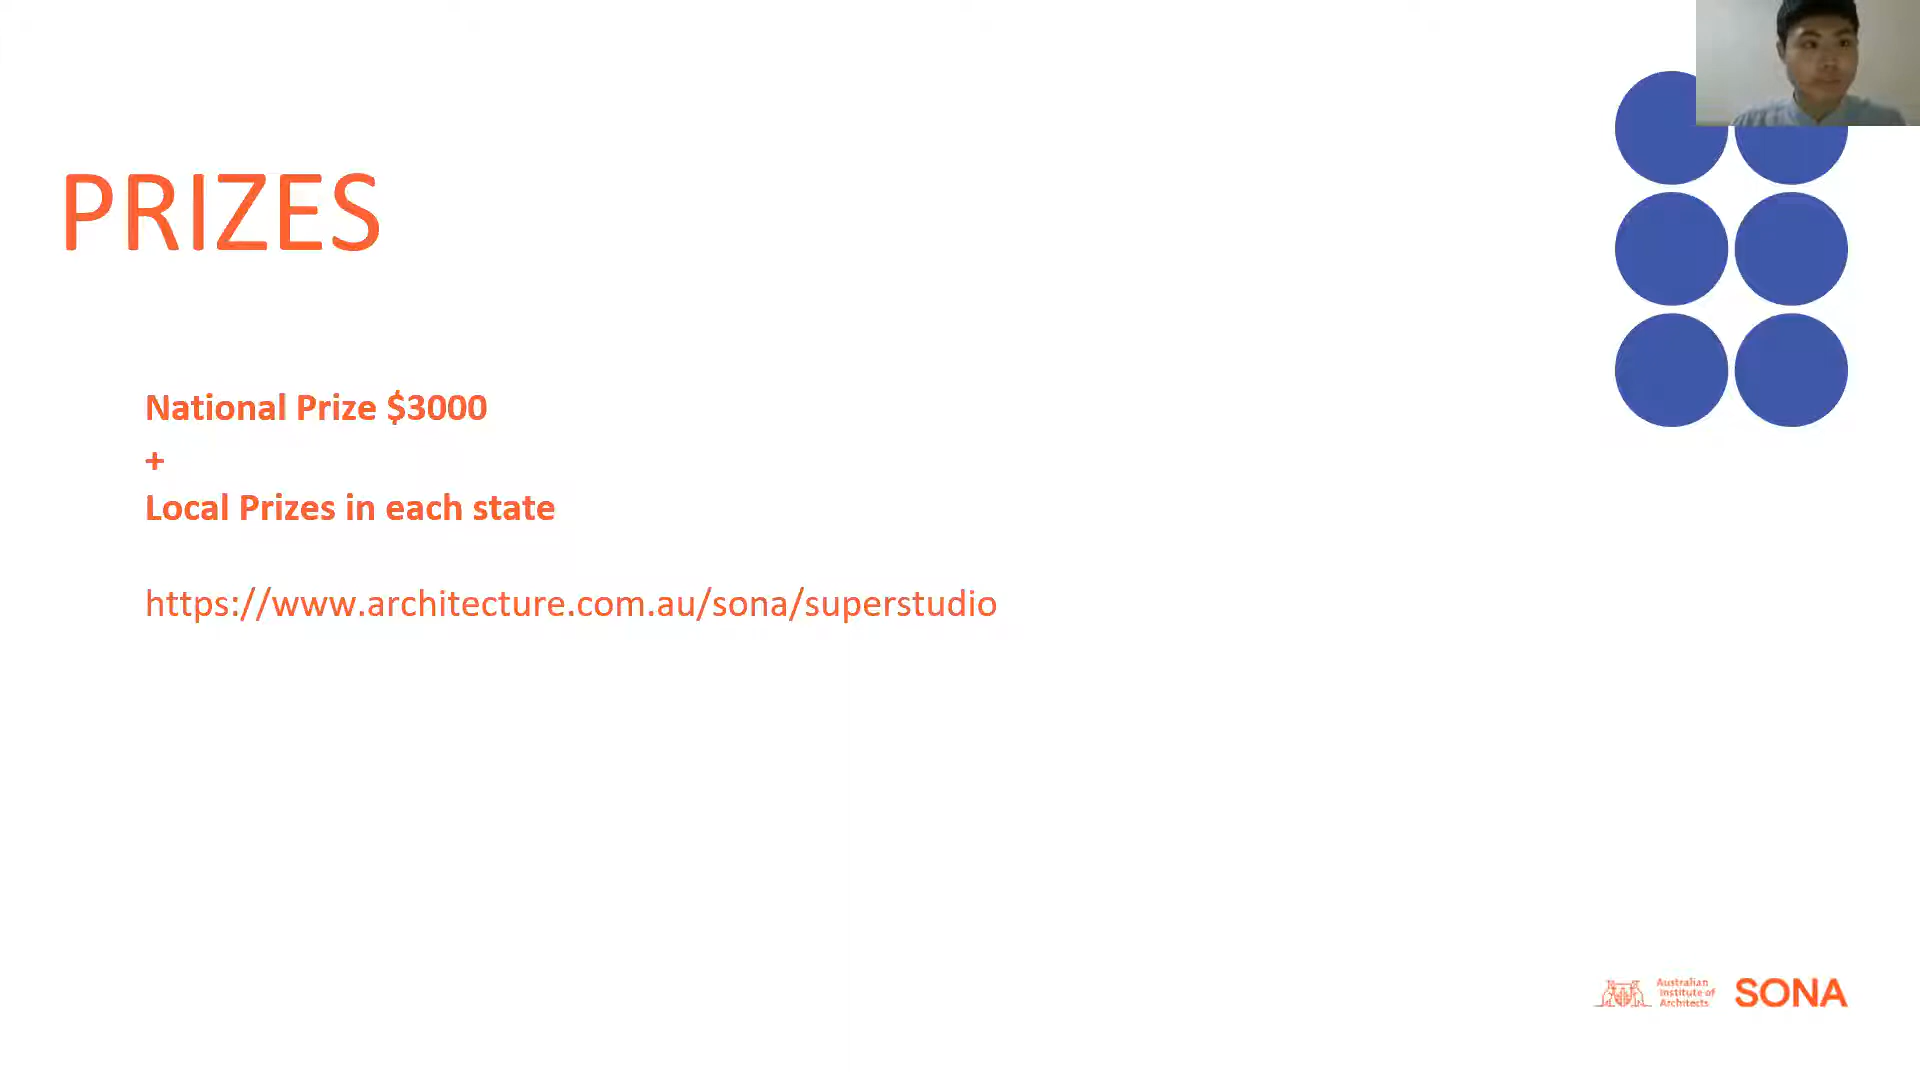 PRIZES
National Prize $3000
+
Local Prizes in each state
https://www.architecture.com.au/sona/superstudio
Australian
Institute of
Architects
SONA